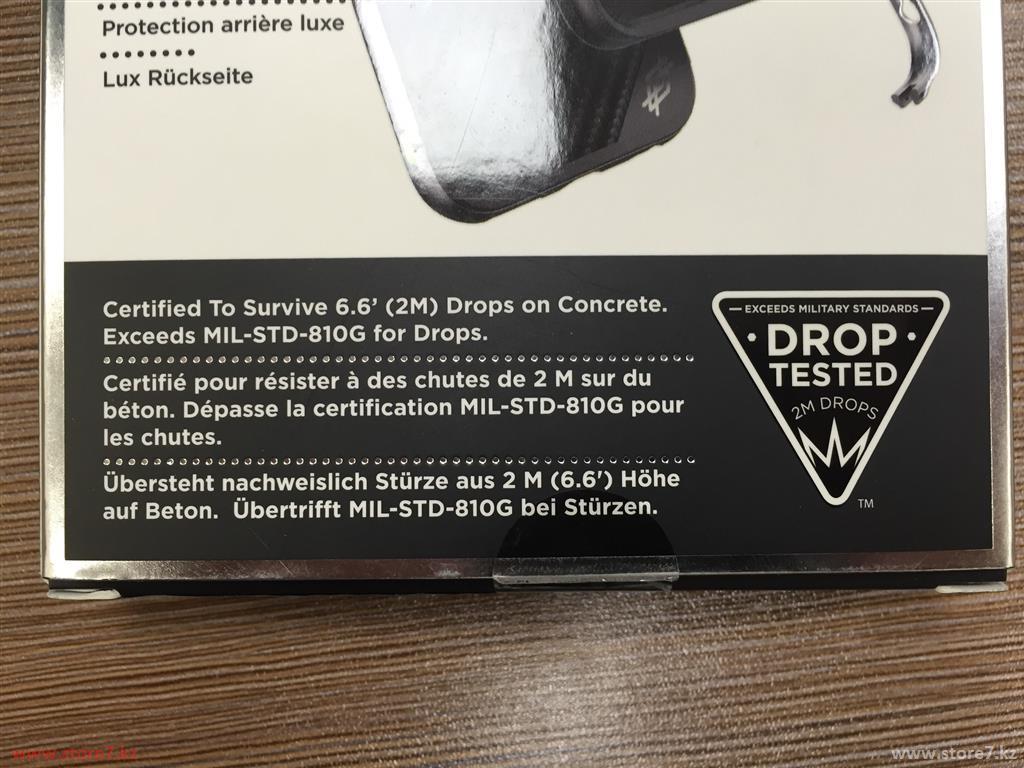 Protection arrière luxe
Lux Rückseite
Certified To Survive 6.6’ (2M) Drops on Concrete.
Exceeds MIL-STD-810G for Drops.
Certifié pour résister à des chutes de 2 M sur du
béton. Dépasse la certification MIL-STD-810G pour
les chutes.
Übersteht nachweislich Stürze aus 2 M (6.6') Höhe
auf Beton. Übertrifft MIL-STD-810G bei Stürzen.
EXCEEDS MILITARY STANDARDS
DROP
TESTED
2M DROPS
TM
www.store7.kz
www.store7.kz